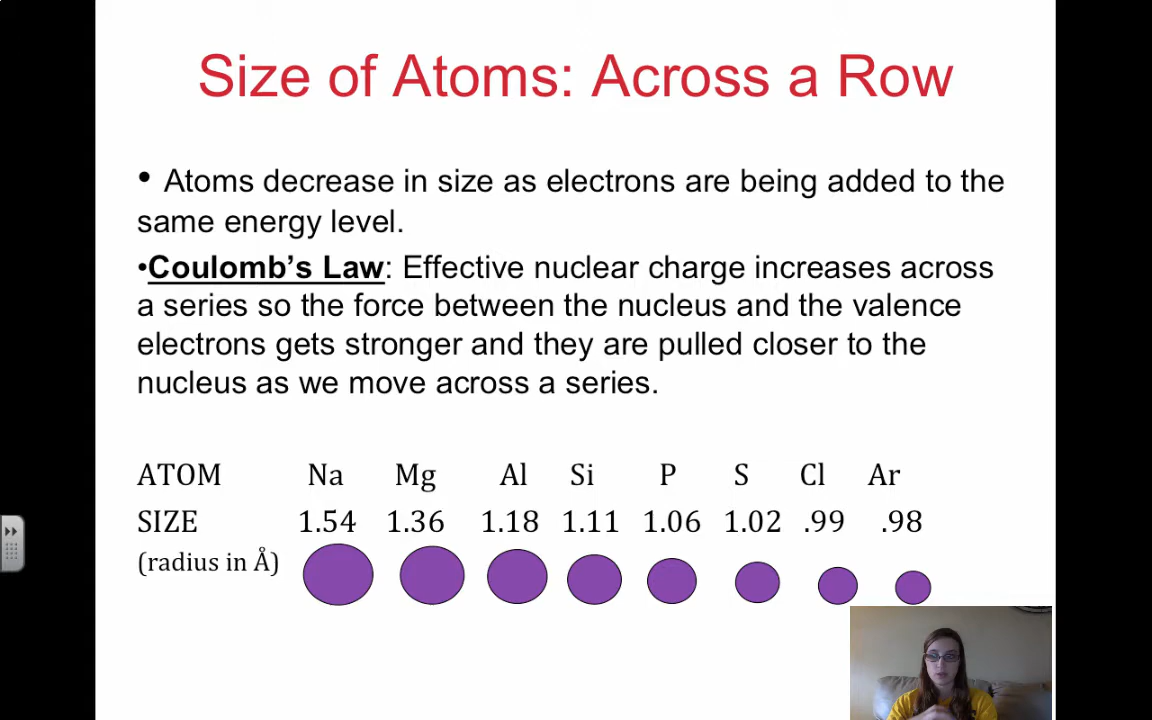 Size of Atoms: Across a Row
• Atoms decrease in size as electrons are being added to the
same energy level.
•Coulomb’s Law: Effective nuclear charge increases across
a series so the force between the nucleus and the valence
electrons gets stronger and they are pulled closer to the
nucleus as we move across a series.
ATOM Na Mg Al Si P S Cl Ar
SIZE 1.54 1.36 1.18 1.11 1.06 1.02 .99 .98
(radius in Å)